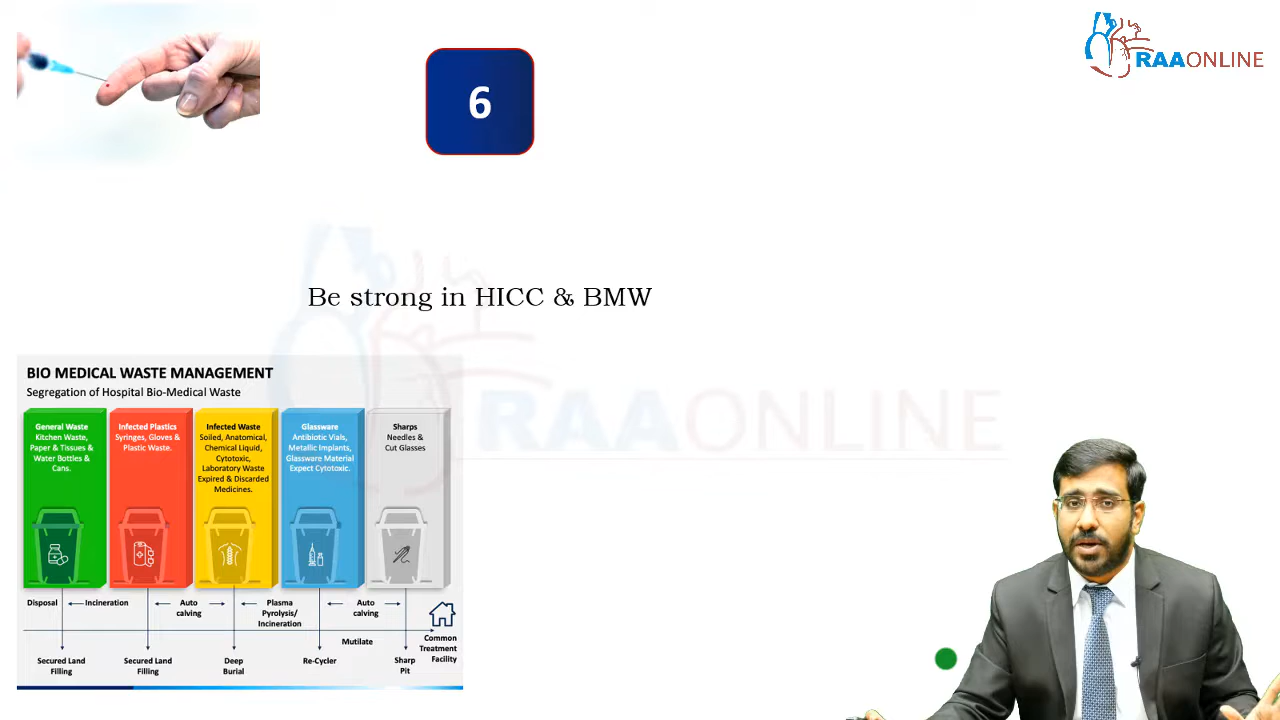 RAAONLINE
6
Be strong in HICC & BMW
RAAONLINE
BIO MEDICAL WASTE MANAGEMENT
Segregation of Hospital Bio-Medical Waste
General Waste
Kitchen Waste,
Paper & Tissues &
Water Bottles &
Cans.
Infected Plastics
Syringes, Gloves &
Plastic Waste.
Infected Waste
Soiled, Anatomical,
Chemical Liquid,
Cytotoxic,
Laboratory Waste
Expired & Discarded
Medicines.
Glassware
Antibiotic Vials,
Metallic Implants,
Glassware Material
Expect Cytotoxic.
Sharps
Needles &
Cut Glasses
Disposal
Incineration
Auto
calving
Plasma
Pyrolysis/
Incineration
Auto
calving
Mutilate
Common
Treatment
Facility
Secured Land
Filling
Secured Land
Filling
Deep
Burial
Re-Cycler
Sharp
Pit